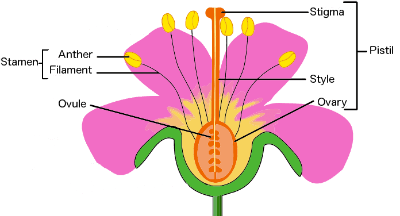 Stigma
Anther
Stamen
Pistil
Filament
Style
Ovule
Ovary